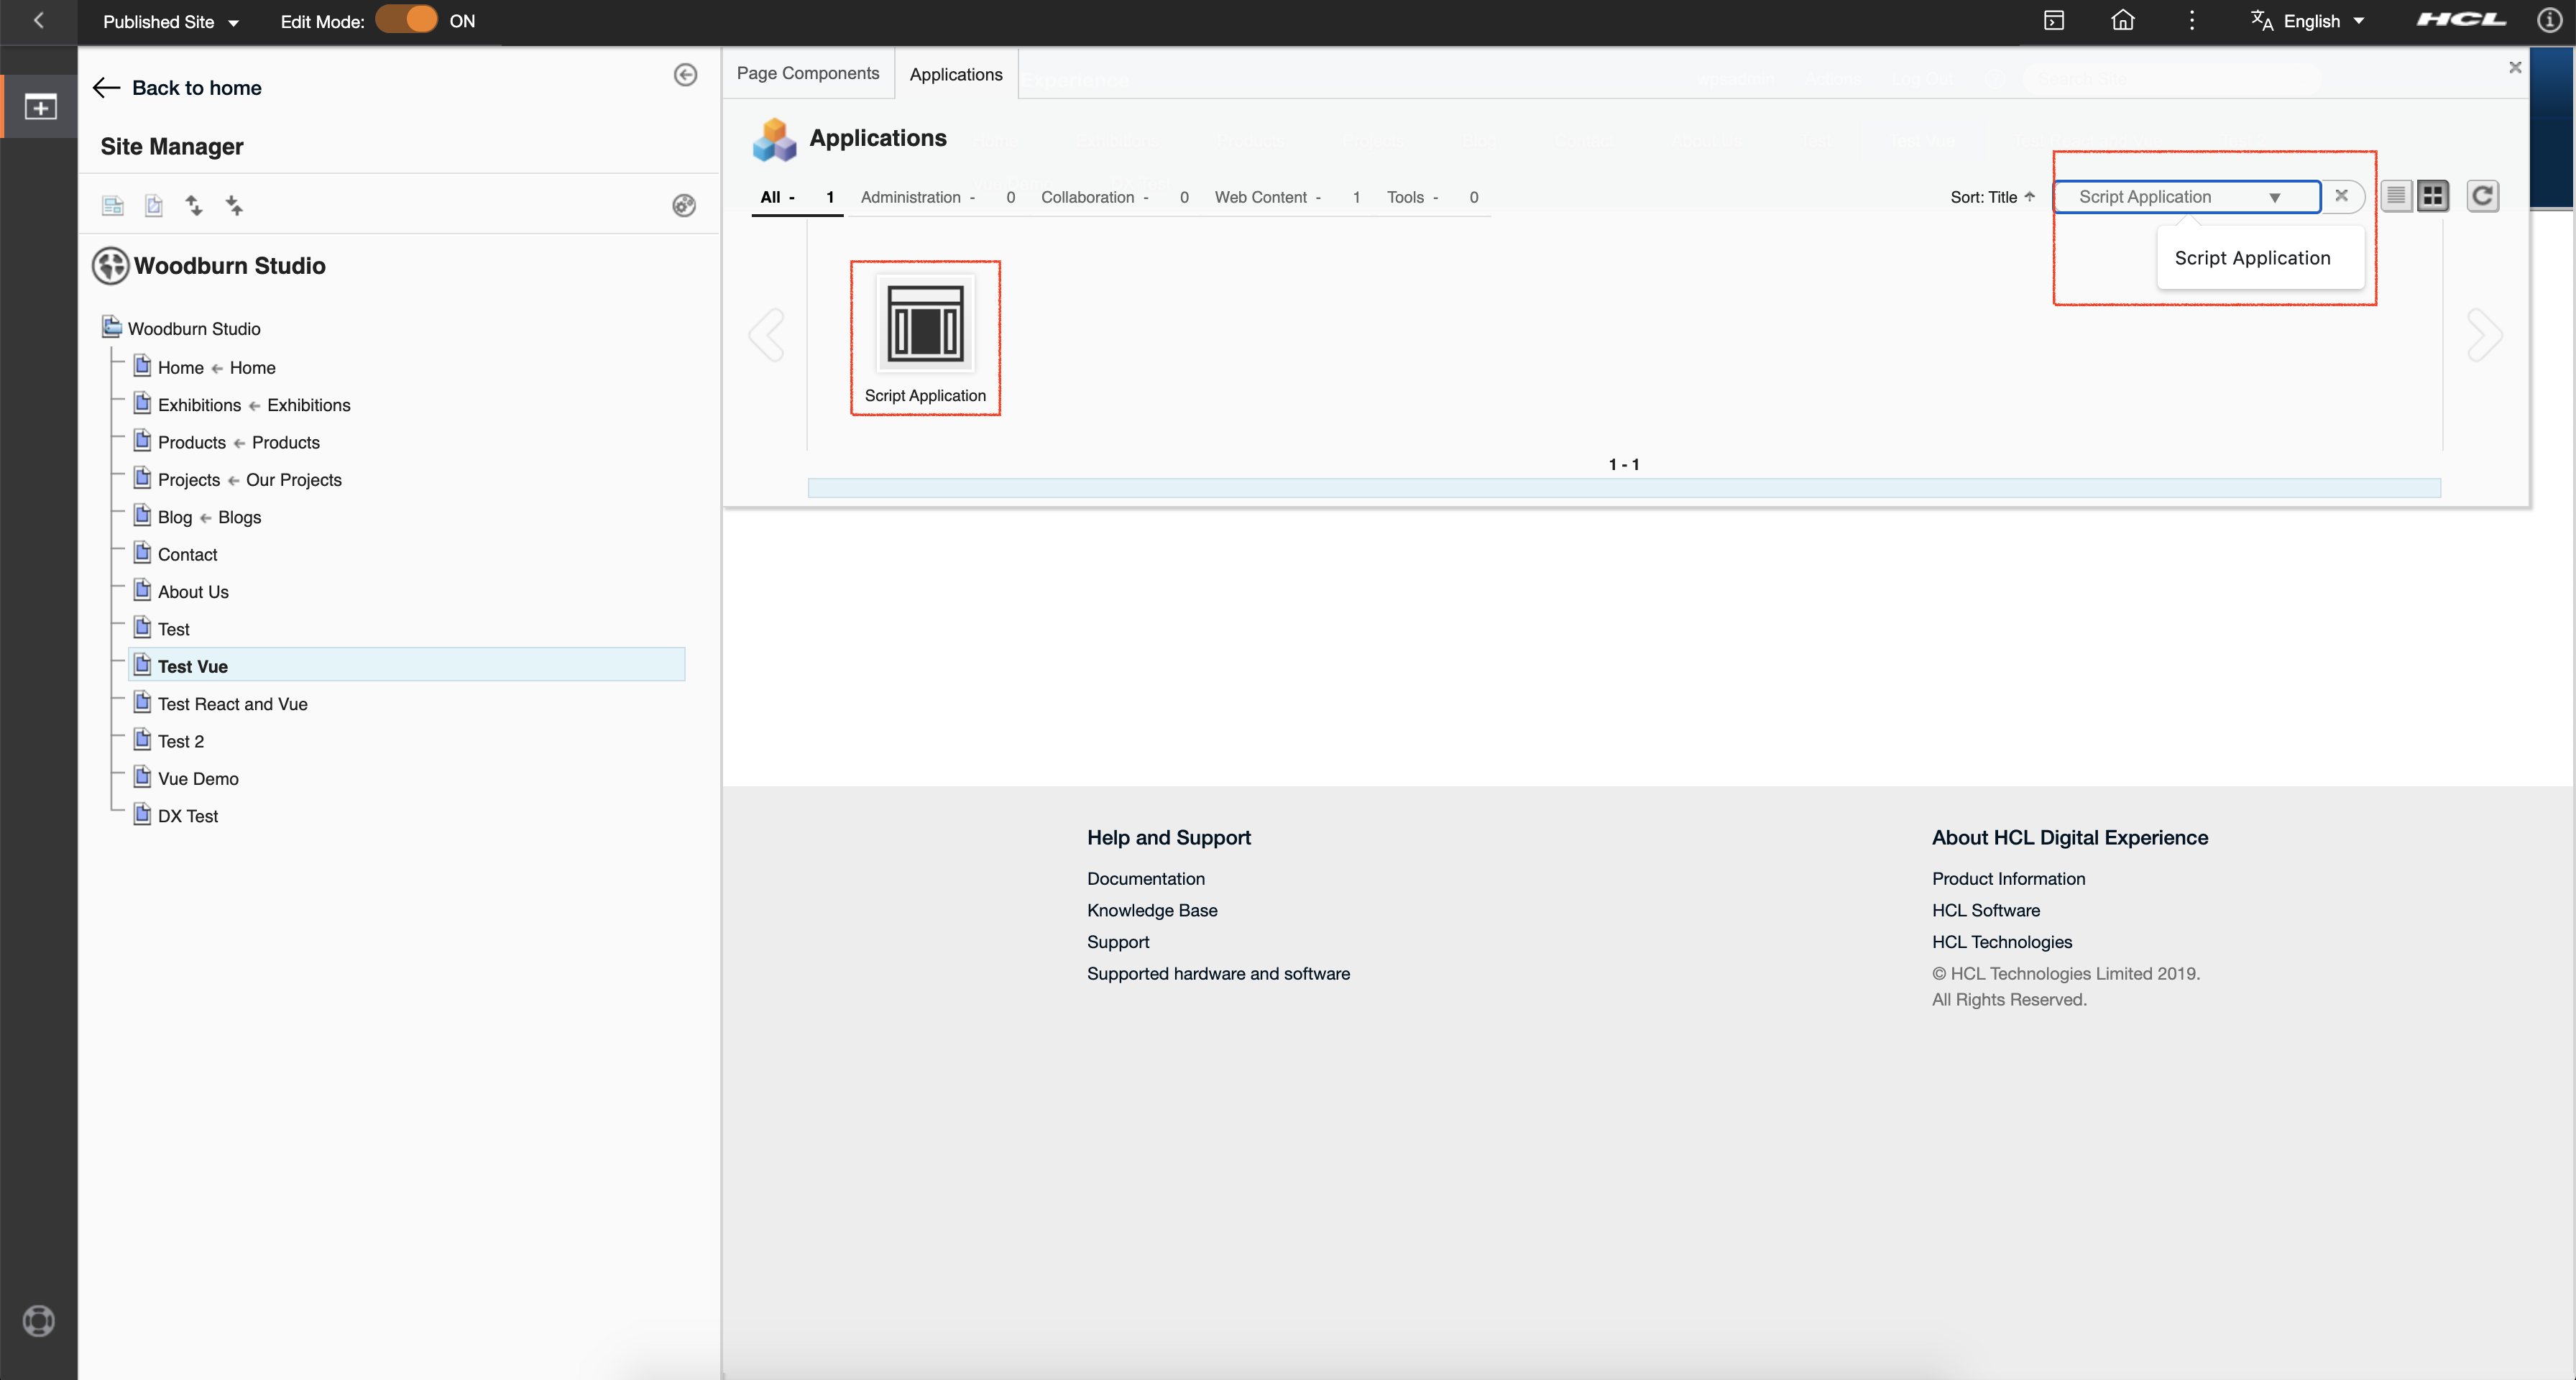 Published Site
Edit Mode: ON
English
HCL
Back to home
Site Manager
Woodburn Studio
Woodburn Studio
Home ← Home
Exhibitions ← Exhibitions
Products ← Products
Projects ← Our Projects
Blog ← Blogs
Contact
About Us
Test
Test Vue
Test React and Vue
Test 2
Vue Demo
DX Test
Page Components
Applications
Applications
All - 1 Administration - 0 Collaboration - 0 Web Content - 1 Tools - 0
Sort: Title
Script Application
Script Application
Script Application
1 - 1
Help and Support
Documentation
Knowledge Base
Support
Supported hardware and software
About HCL Digital Experience
Product Information
HCL Software
HCL Technologies
© HCL Technologies Limited 2019.
All Rights Reserved.